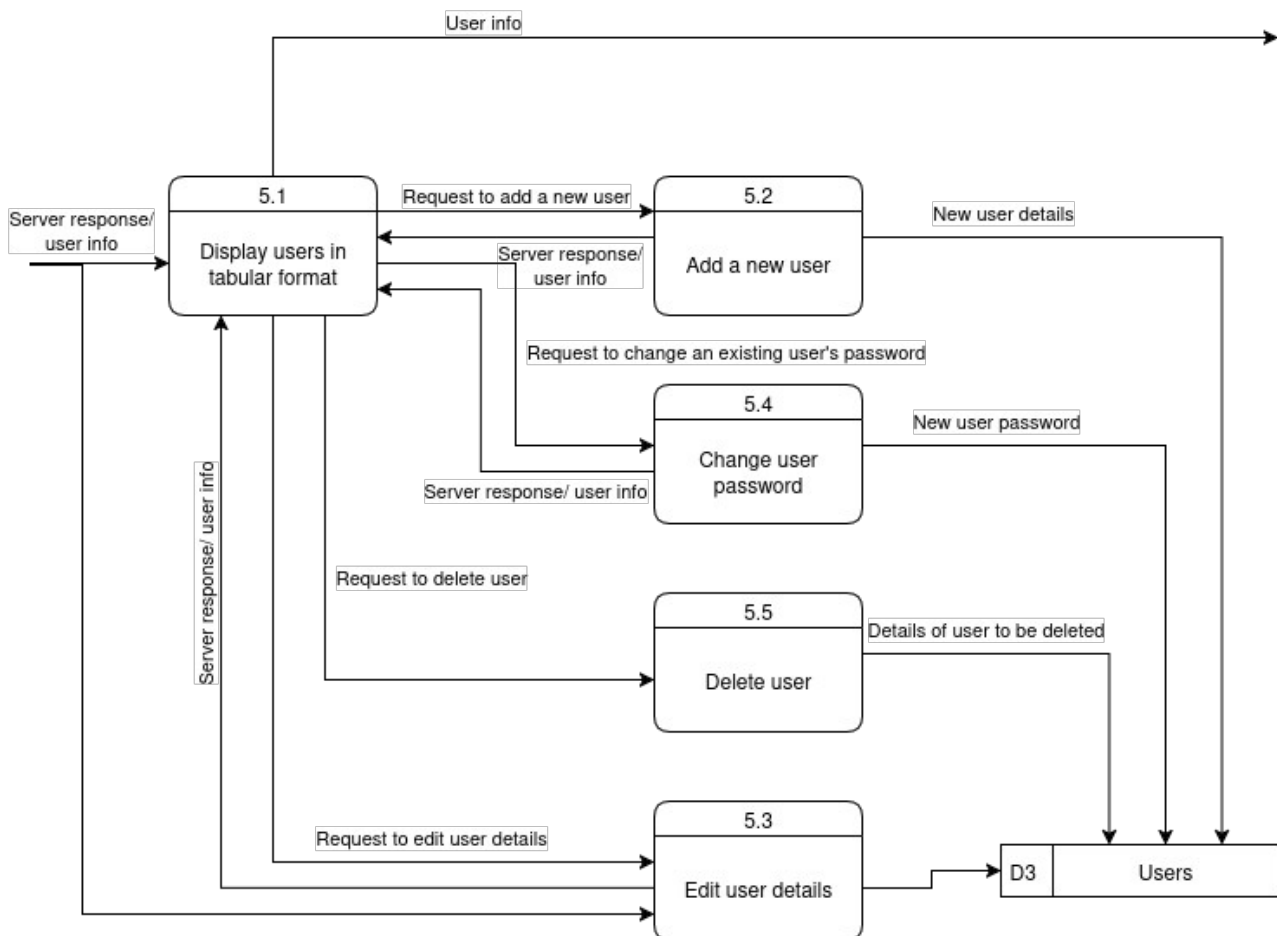 User info
5.1
Request to add a new user
5.2
New user details
Server response/
user info
Display users in
tabular format
Server response/
user info
Add a new user
Request to change an existing user's password
5.4
New user password
Change user
password
Server response/ user info
Server response/ user info
Request to delete user
5.5
Details of user to be deleted
Delete user
5.3
Request to edit user details
Edit user details
D3
Users